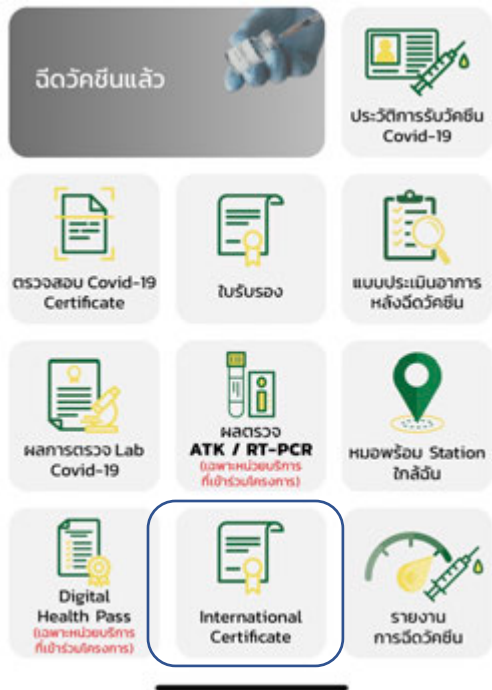 ฉีดวัคซีนแล้ว
ประวัติการรับวัคซีน
Covid-19
ตรวจสอบ Covid-19
Certificate
ใบรับรอง
แบบประเมินอาการ
หลังฉีดวัคซีน
ผลการตรวจ Lab
Covid-19
ผลตรวจ
ATK / RT-PCR
(เฉพาะหน่วยบริการ
ที่เข้าร่วมโครงการ)
หมอพร้อม Station
ใกล้ฉัน
Digital
Health Pass
(เฉพาะหน่วยบริการ
ที่เข้าร่วมโครงการ)
International
Certificate
รายงาน
การฉีดวัคซีน